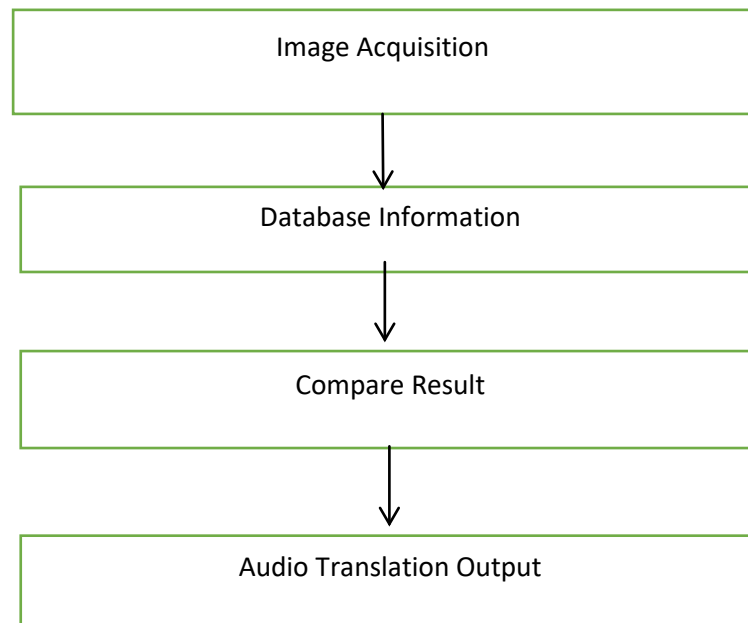 Image Acquisition
Database Information
Compare Result
Audio Translation Output